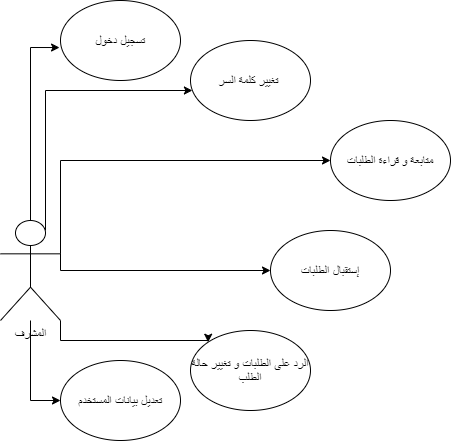 تسجيل دخول
تغيير كلمة السر
متابعة و قراءة الطلبات
إستقبال الطلبات
المشرف
الرد على الطلبات و تغيير حالة
الطلب
تعديل بيانات المستخدم